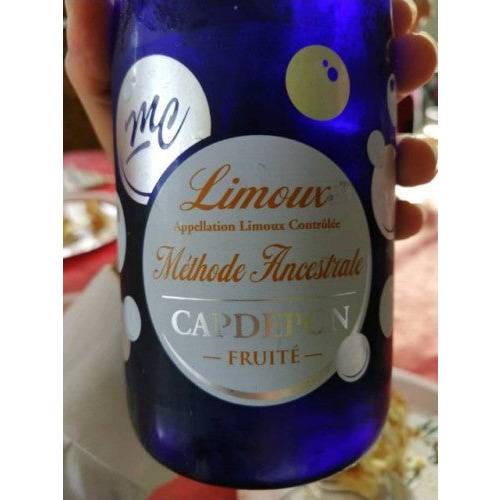 MC
Limoux
Appellation Limoux Contrôlée
Méthode Ancestrale
CAPDEPON
— FRUITÉ —